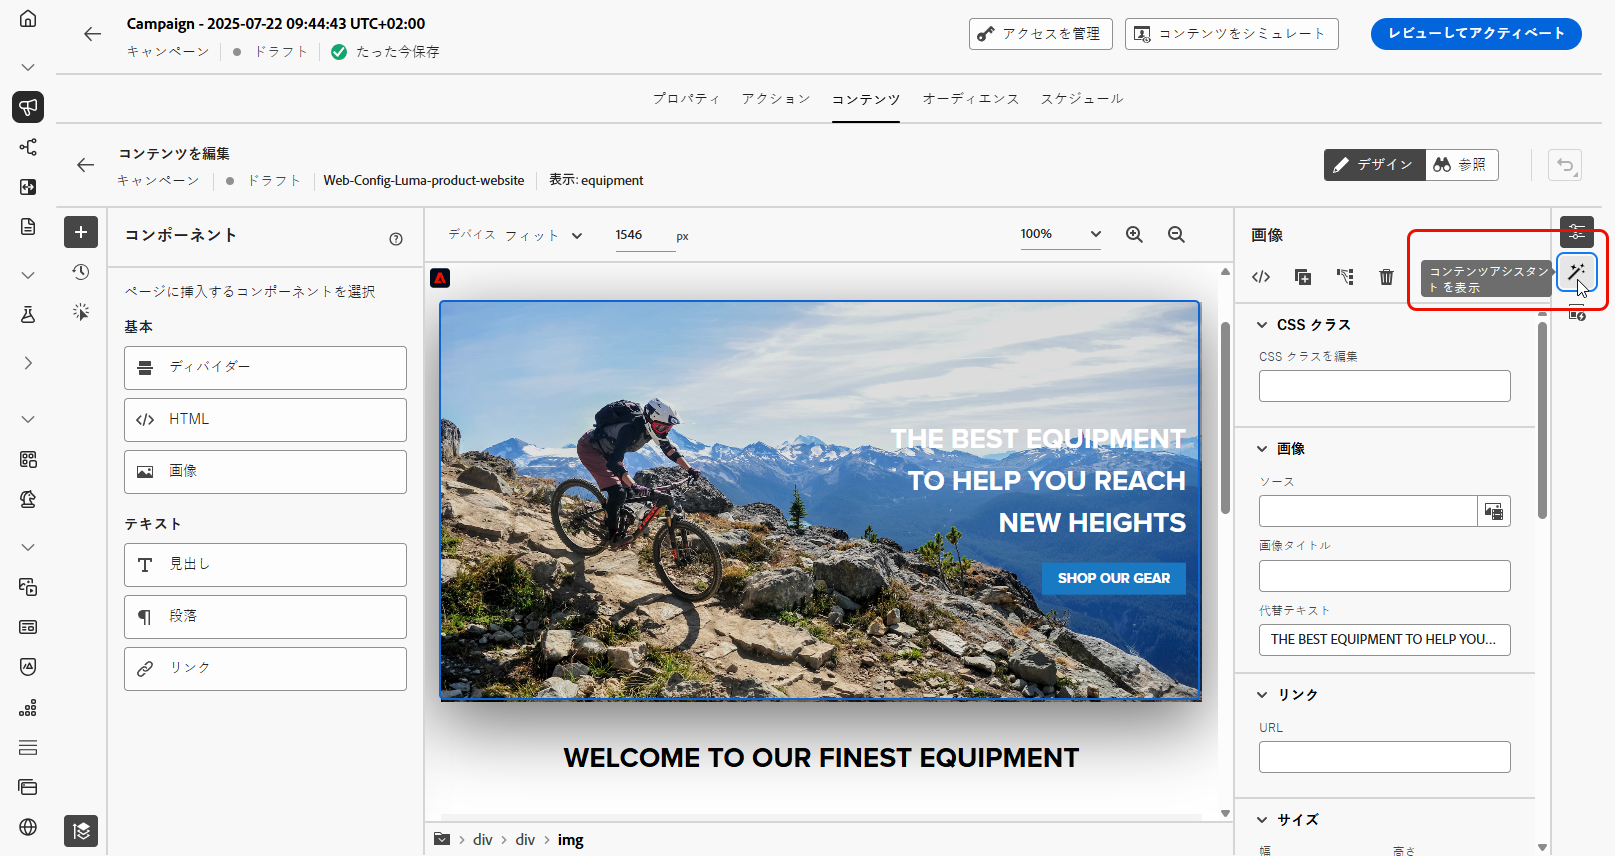 Campaign - 2025-07-22 09:44:43 UTC+02:00
キャンペーン ドラフト たった今保存
アクセスを管理
コンテンツをシミュレート
レビューしてアクティベート
プロパティ アクション コンテンツ オーディエンス スケジュール
コンテンツを編集
キャンペーン ドラフト Web-Config-Luma-product-website 表示: equipment
デザイン 参照
コンポーネント
ページに挿入するコンポーネントを選択
基本
ディバイダー
HTML
画像
テキスト
見出し
段落
リンク
デバイス フィット 1546 px 100%
THE BEST EQUIPMENT
TO HELP YOU REACH
NEW HEIGHTS
SHOP OUR GEAR
WELCOME TO OUR FINEST EQUIPMENT
div div img
画像
コンテンツアシスタン
トを表示
CSS クラス
CSS クラスを編集
画像
ソース
画像タイトル
代替テキスト
THE BEST EQUIPMENT TO HELP YOU...
リンク
URL
サイズ
幅 高さ